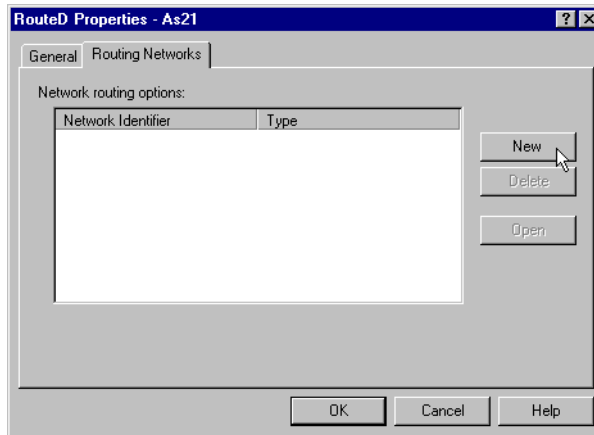 RouteD Properties - As21
General Routing Networks
Network routing options:
Network Identifier Type
New
Delete
Open
OK Cancel Help